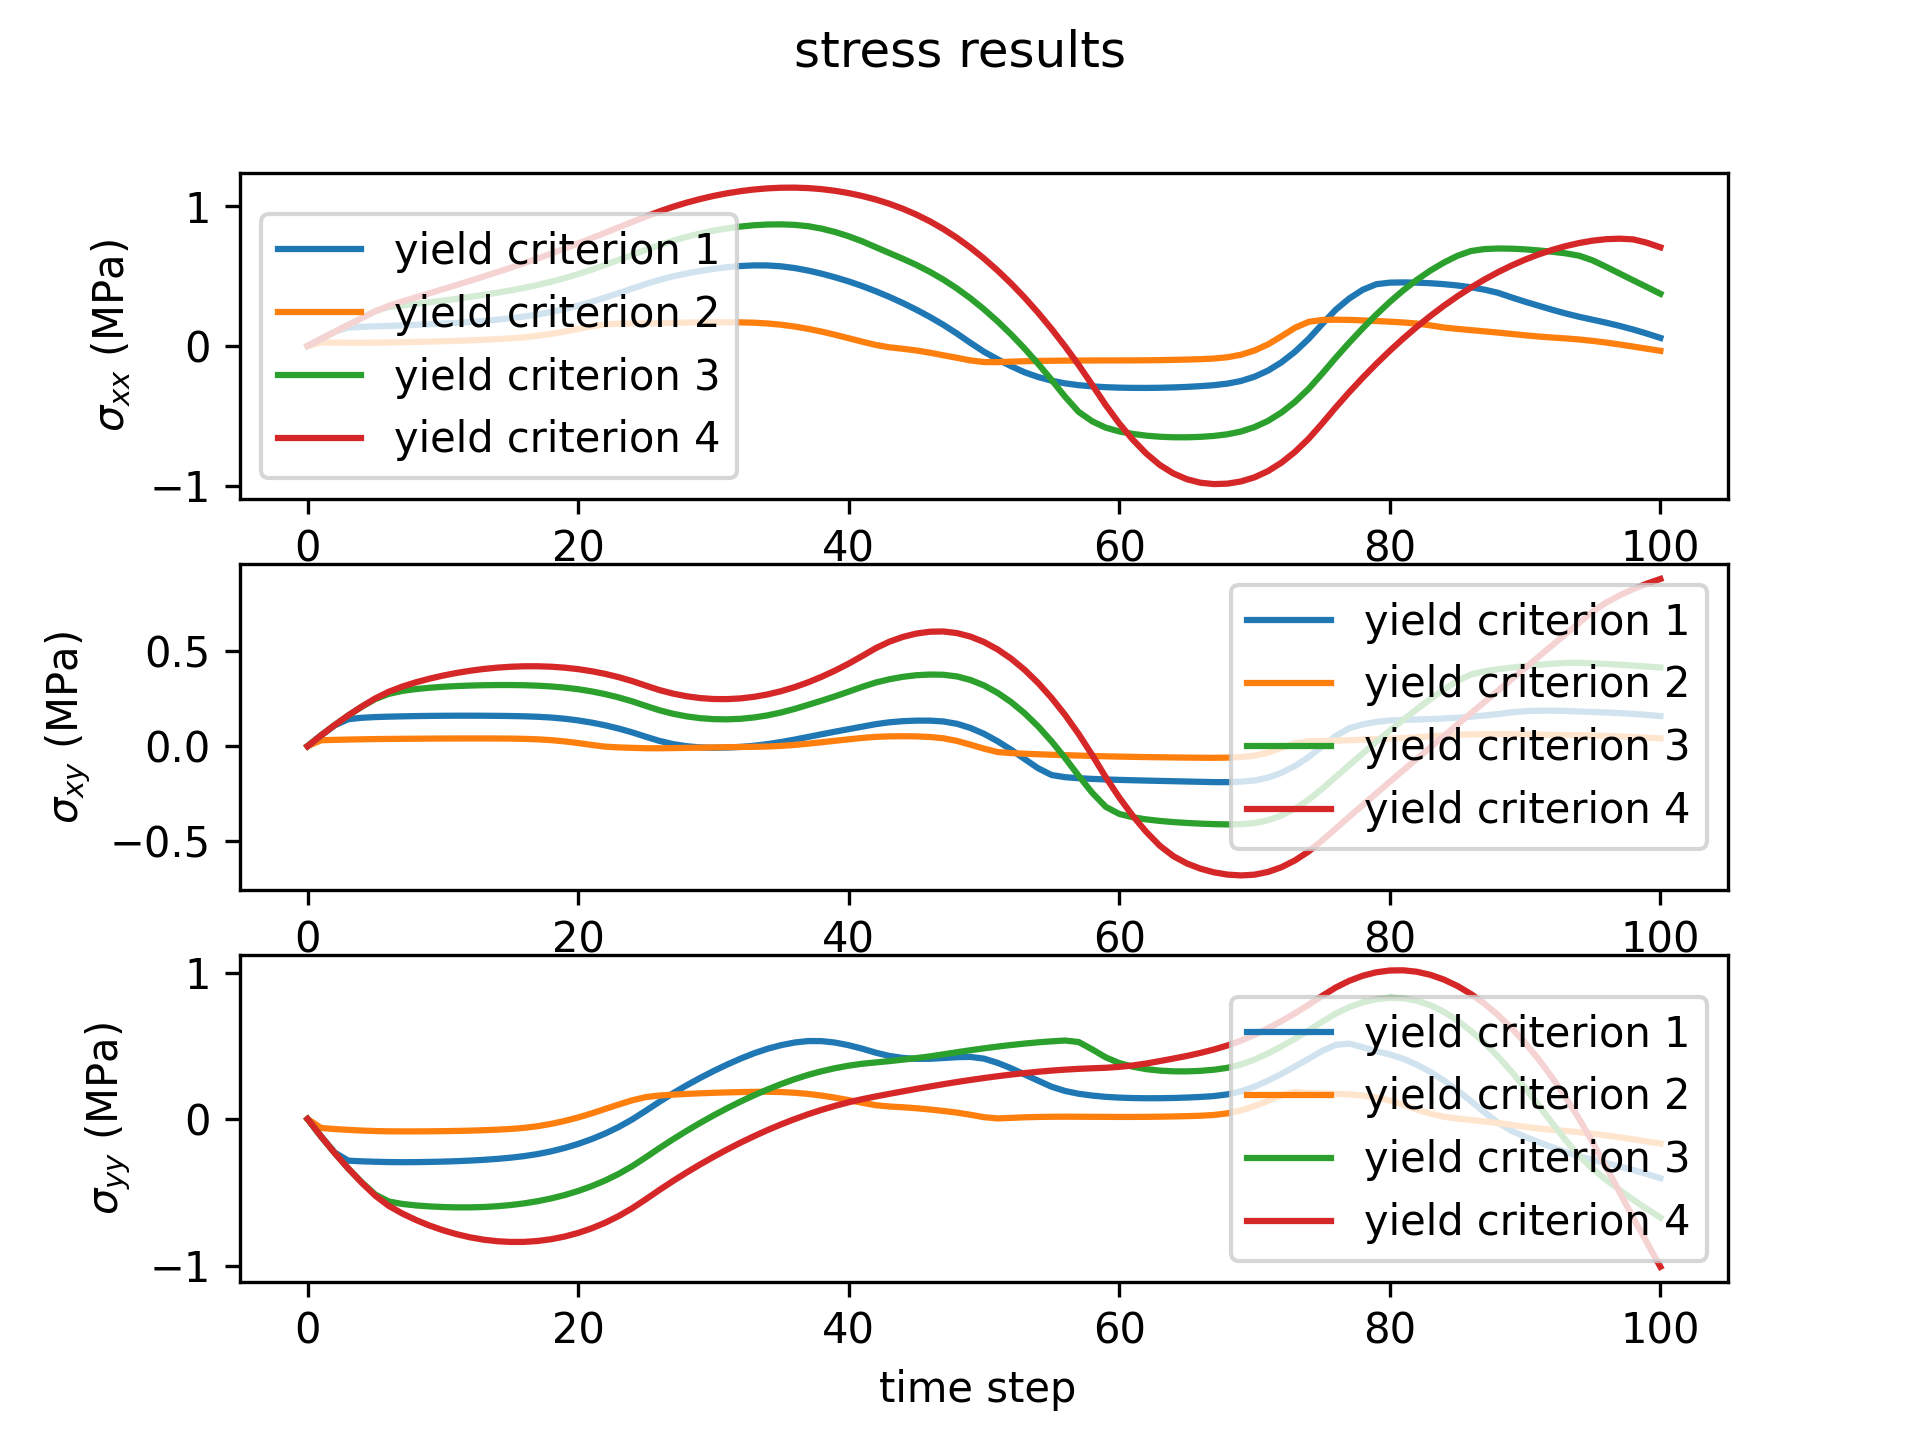 stress results
σxx (MPa)
1
0
−1
yield criterion 1
yield criterion 2
yield criterion 3
yield criterion 4
0 20 40 60 80 100
σxy (MPa)
0.5
0.0
−0.5
yield criterion 1
yield criterion 2
yield criterion 3
yield criterion 4
0 20 40 60 80 100
σyy (MPa)
1
0
−1
yield criterion 1
yield criterion 2
yield criterion 3
yield criterion 4
0 20 40 60 80 100
time step